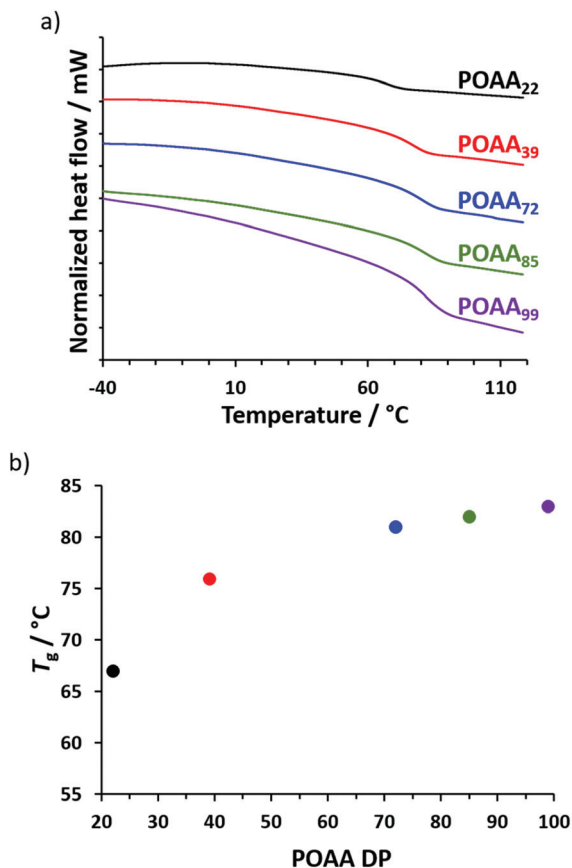 a)
Normalized heat flow / mW
POAA₂₂
POAA₃₉
POAA₇₂
POAA₈₅
POAA₉₉
-40 10 60 110
Temperature / °C
b)
Tg / °C
85
80
75
70
65
60
55
20 30 40 50 60 70 80 90 100
POAA DP